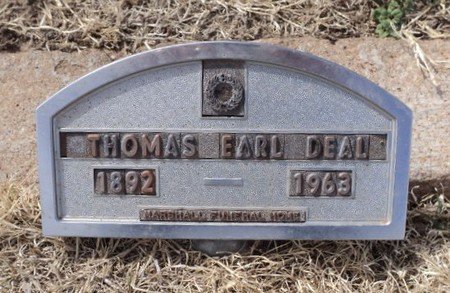 THOMAS EARL DEAL
1892 — 1963
MARSHALL FUNERAL HOME